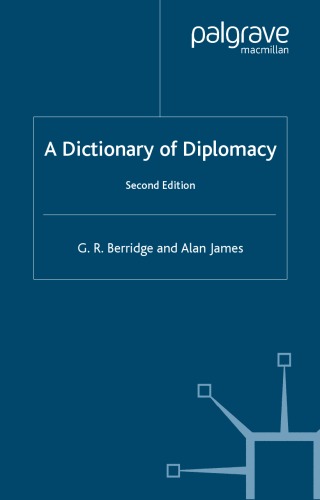 palgrave
macmillan
A Dictionary of Diplomacy
Second Edition
G. R. Berridge and Alan James